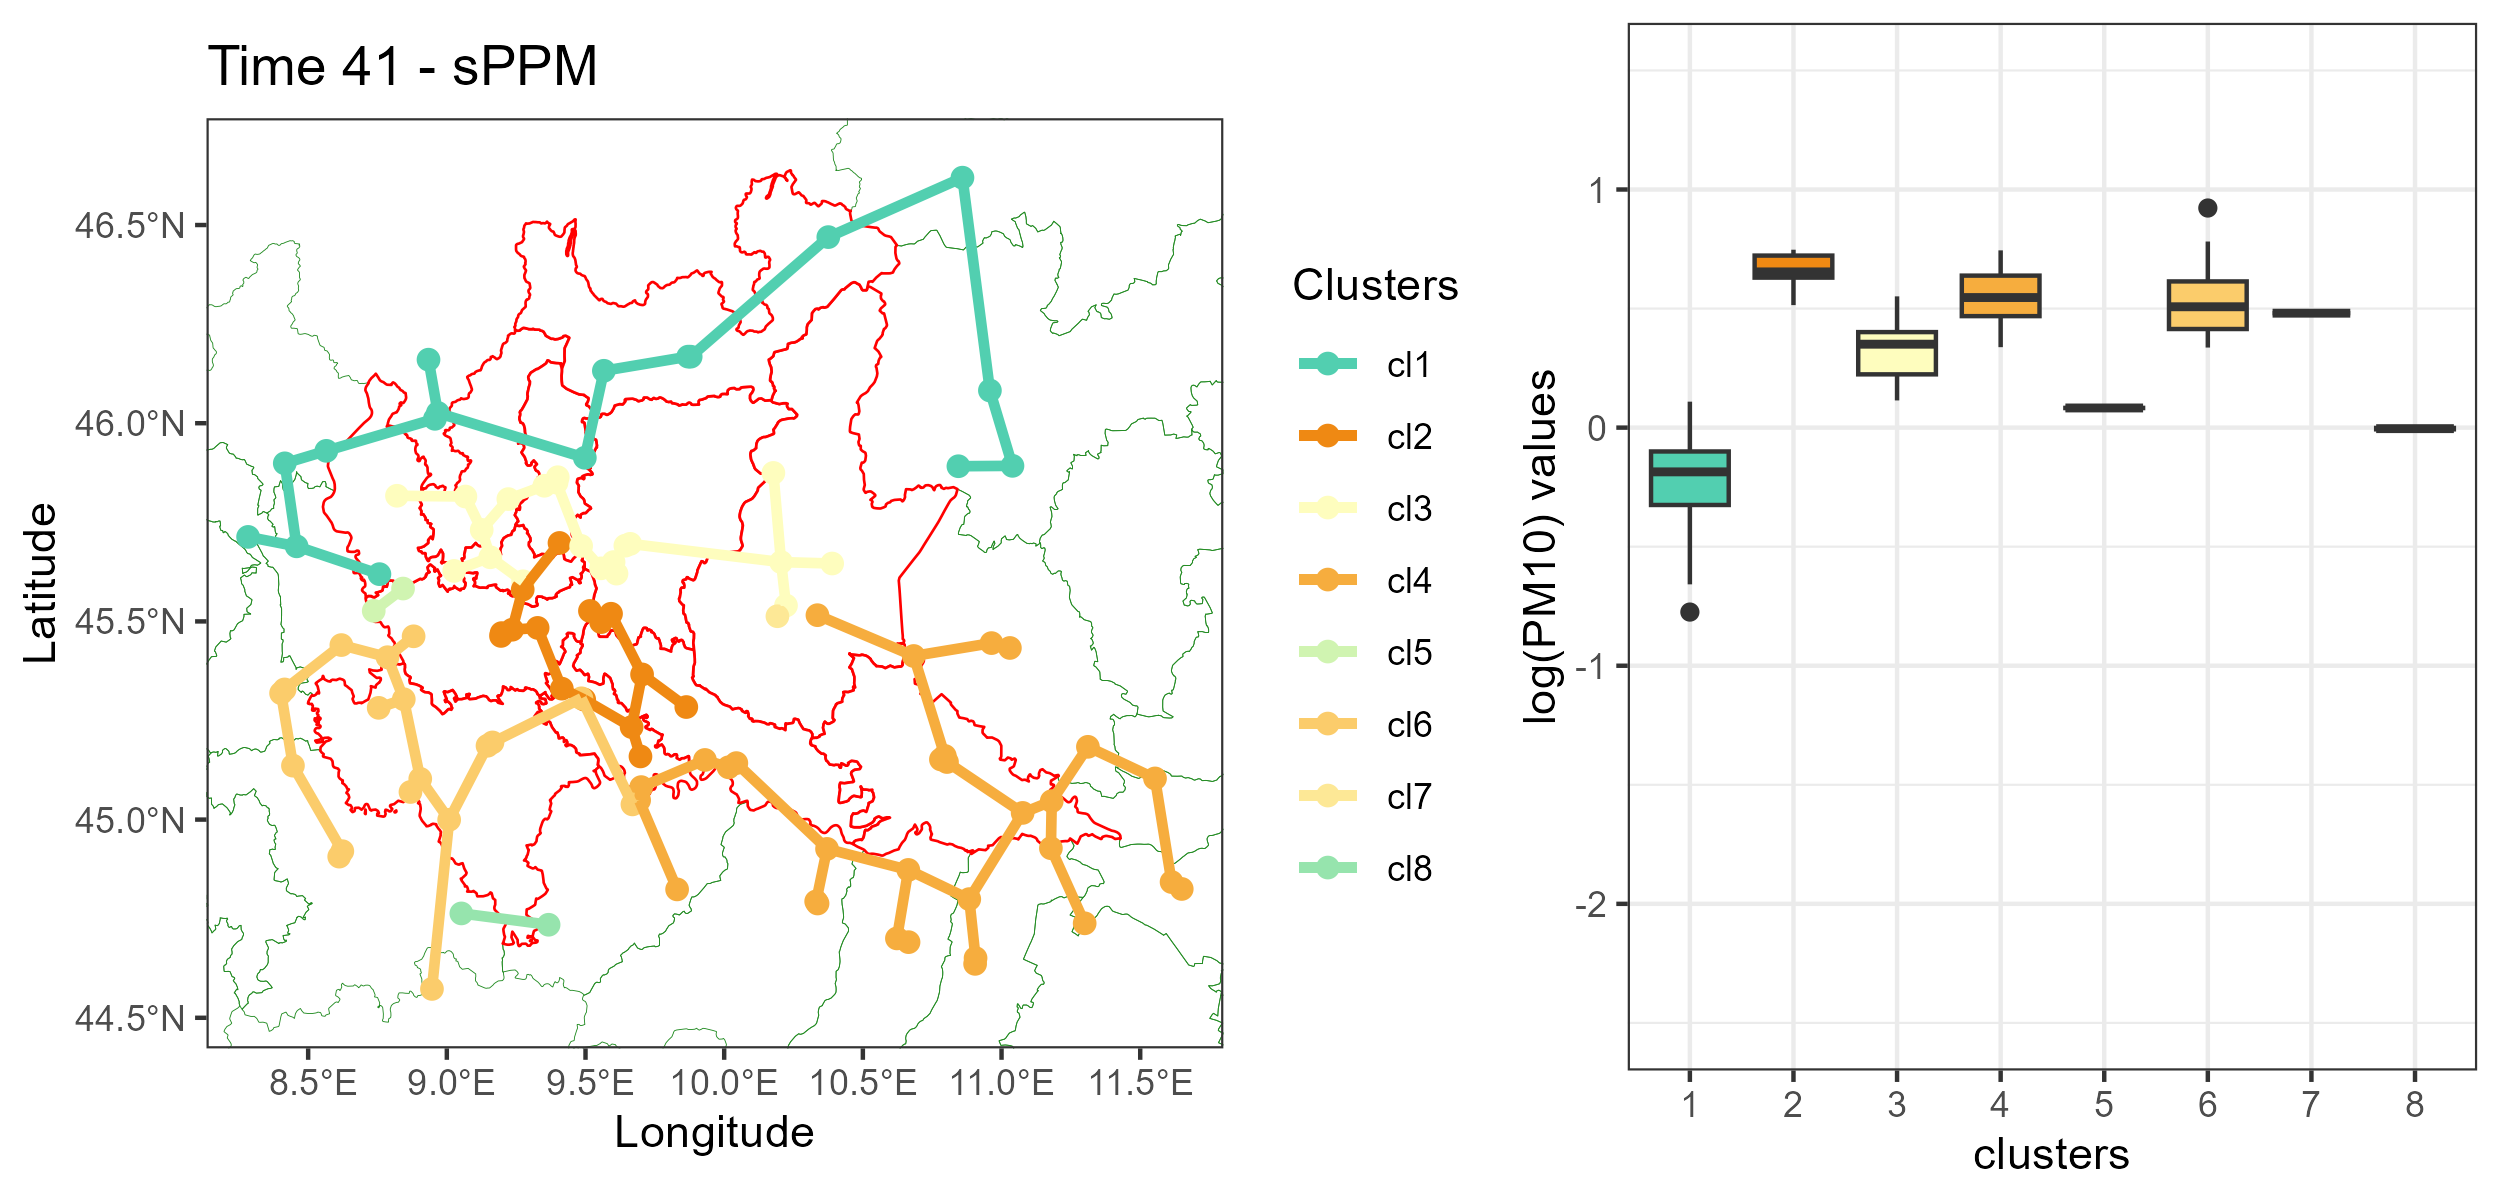 Time 41 - sPPM
46.5°N
46.0°N
45.5°N
45.0°N
44.5°N
Latitude
8.5°E 9.0°E 9.5°E 10.0°E 10.5°E 11.0°E 11.5°E
Longitude
Clusters
cl1
cl2
cl3
cl4
cl5
cl6
cl7
cl8
1
0
-1
-2
log(PM10) values
1 2 3 4 5 6 7 8
clusters